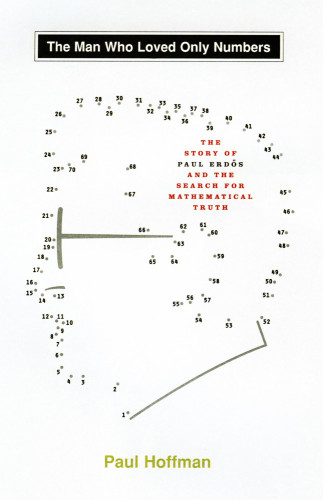 The Man Who Loved Only Numbers
27 28 30 31 32 33 35 37 38
26 29 34 36 40 41
25 39
42
THE
43
STORY OF
24 69 44
PAUL ERDŐS
23 70 68
AND THE
SEARCH FOR
22 67 45
MATHEMATICAL
TRUTH
21 46
66 62 61 60 47
20 63
19 48
18 65 64 59
17 49
16 58 50
15 14 13 55 56 57 51
12 11 10 54 53 52
9
8
7
6
5
4 3
2
1
Paul Hoffman